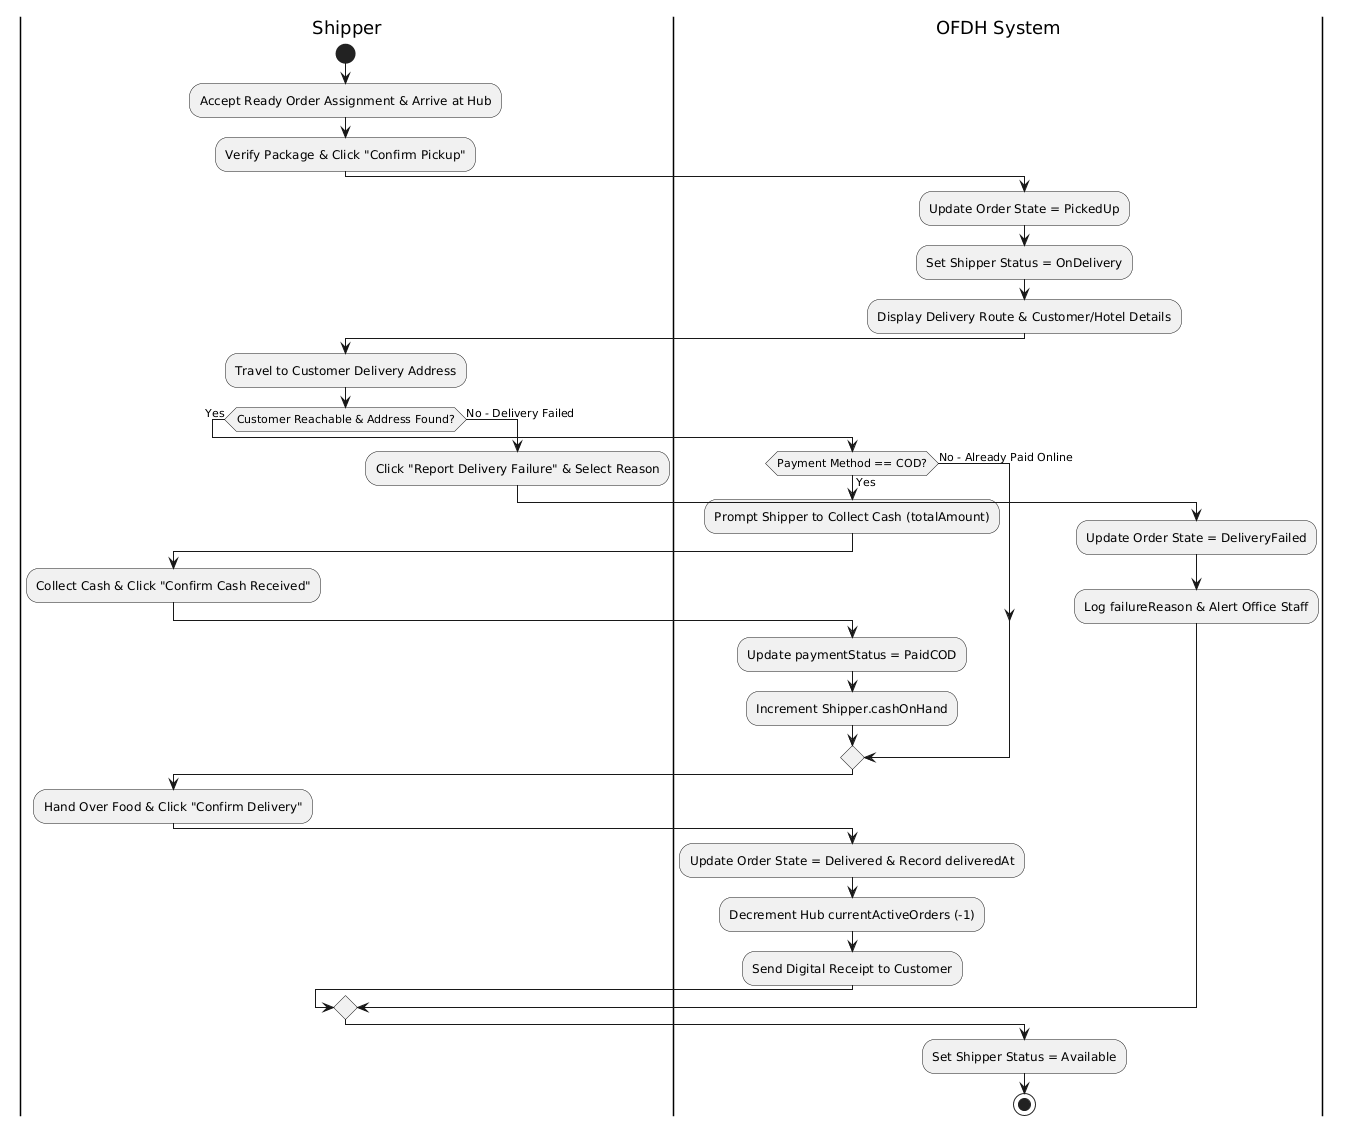 Shipper
OFDH System
Accept Ready Order Assignment & Arrive at Hub
Verify Package & Click "Confirm Pickup"
Update Order State = PickedUp
Set Shipper Status = OnDelivery
Display Delivery Route & Customer/Hotel Details
Travel to Customer Delivery Address
Yes
Customer Reachable & Address Found?
No - Delivery Failed
Payment Method == COD?
No - Already Paid Online
Click "Report Delivery Failure" & Select Reason
Yes
Prompt Shipper to Collect Cash (totalAmount)
Update Order State = DeliveryFailed
Collect Cash & Click "Confirm Cash Received"
Log failureReason & Alert Office Staff
Update paymentStatus = PaidCOD
Increment Shipper.cashOnHand
Hand Over Food & Click "Confirm Delivery"
Update Order State = Delivered & Record deliveredAt
Decrement Hub currentActiveOrders (-1)
Send Digital Receipt to Customer
Set Shipper Status = Available